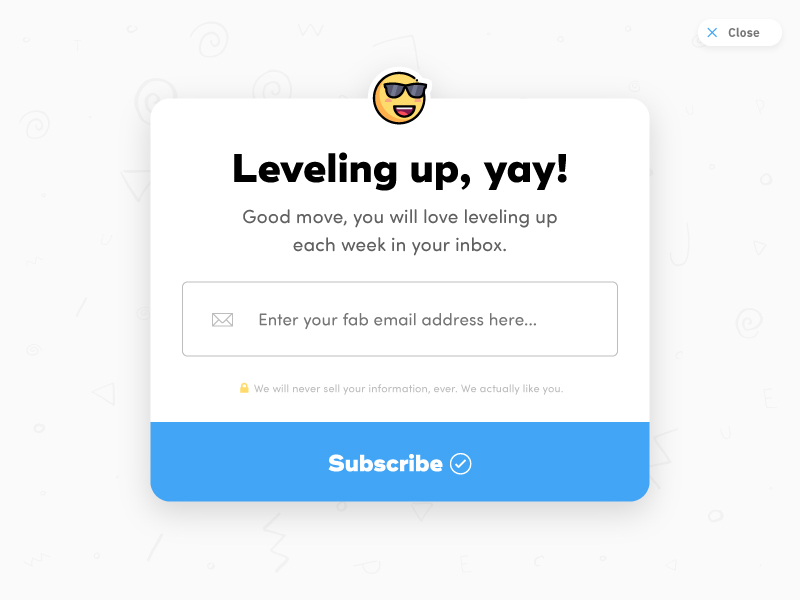 Close
Leveling up, yay!
Good move, you will love leveling up
each week in your inbox.
Enter your fab email address here...
We will never sell your information, ever. We actually like you.
Subscribe